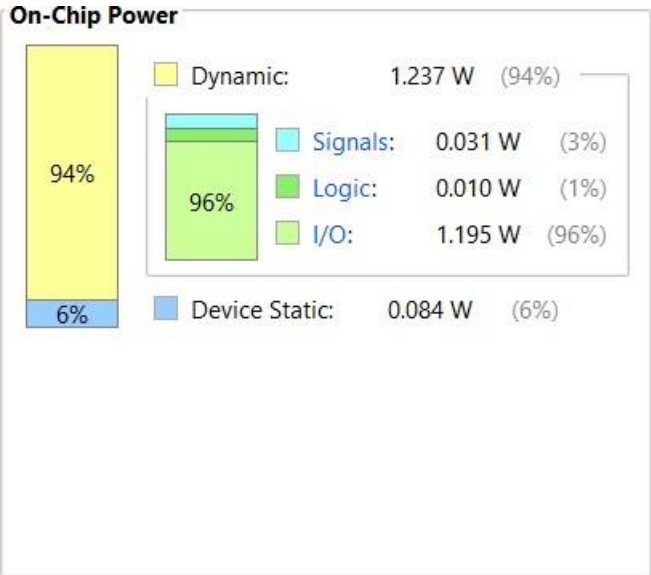 On-Chip Power
Dynamic: 1.237 W (94%)
94%
Signals: 0.031 W (3%)
96%
Logic: 0.010 W (1%)
I/O: 1.195 W (96%)
6%
Device Static: 0.084 W (6%)